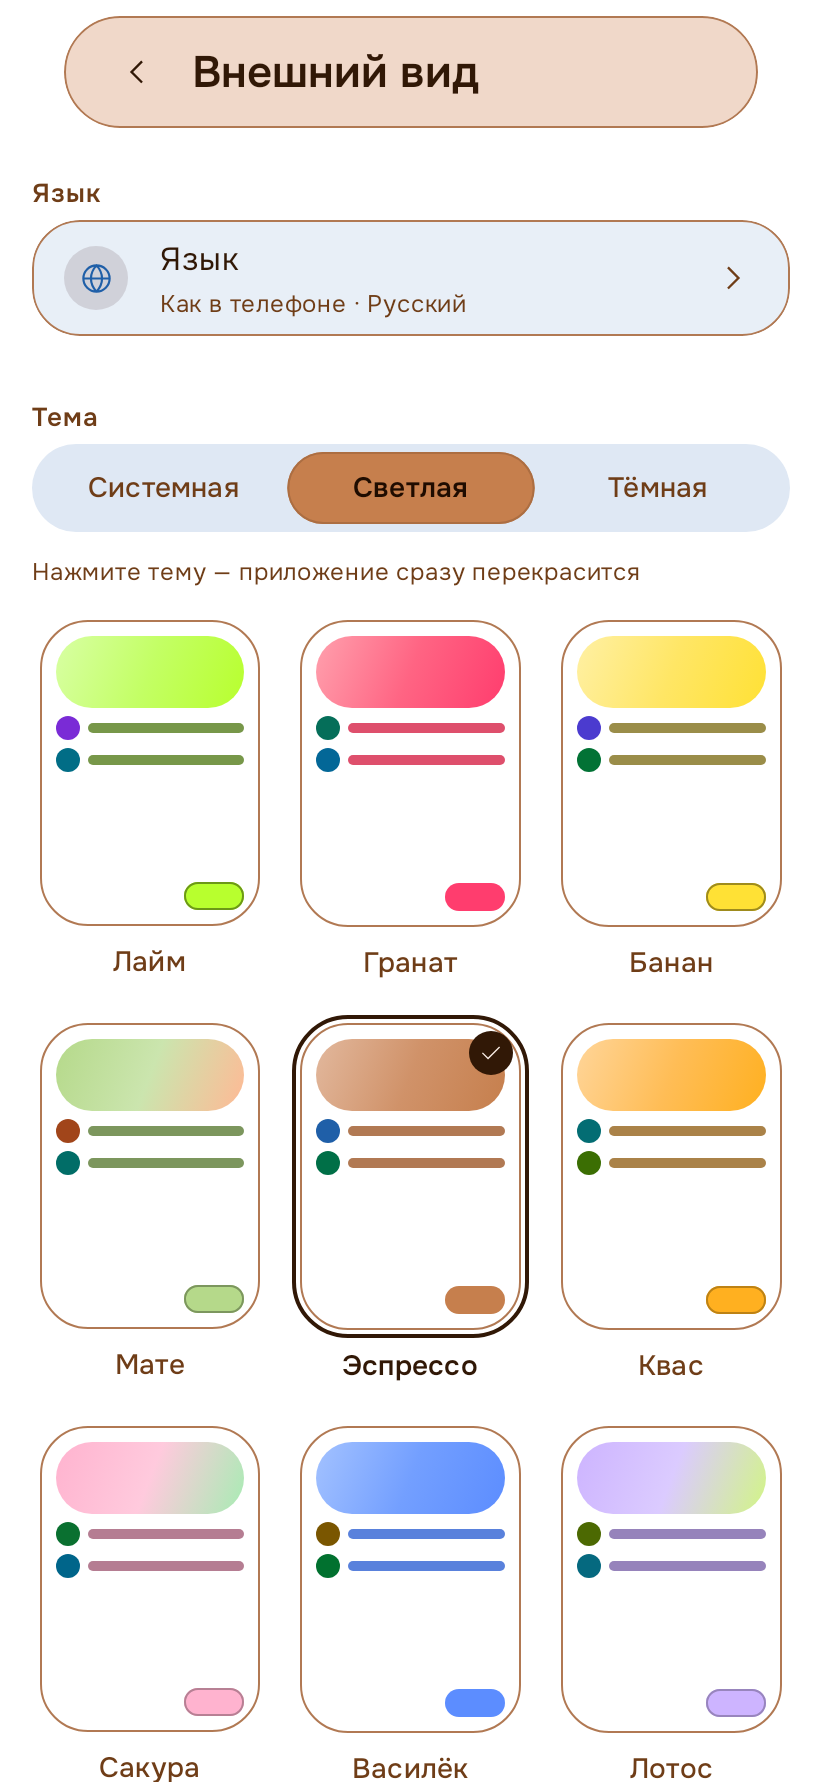 Внешний вид
Язык
Язык
Как в телефоне · Русский
Тема
Системная
Светлая
Тёмная
Нажмите тему — приложение сразу перекрасится
Лайм
Гранат
Банан
Мате
Эспрессо
Квас
Сакура
Василёк
Лотос